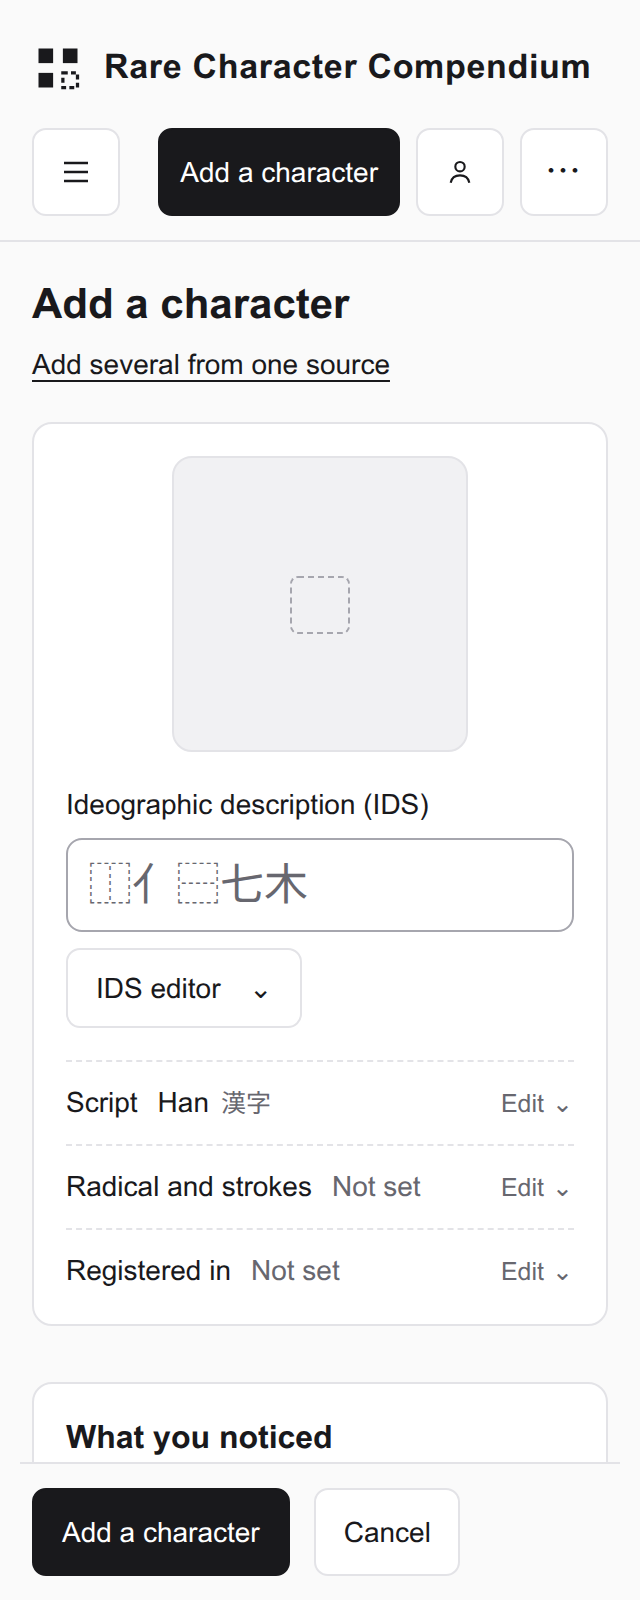 Rare Character Compendium
Add a character
Add a character
Add several from one source
Ideographic description (IDS)
⿰亻⿱七木
IDS editor
Script Han 漢字 Edit
Radical and strokes Not set Edit
Registered in Not set Edit
What you noticed
Add a character Cancel